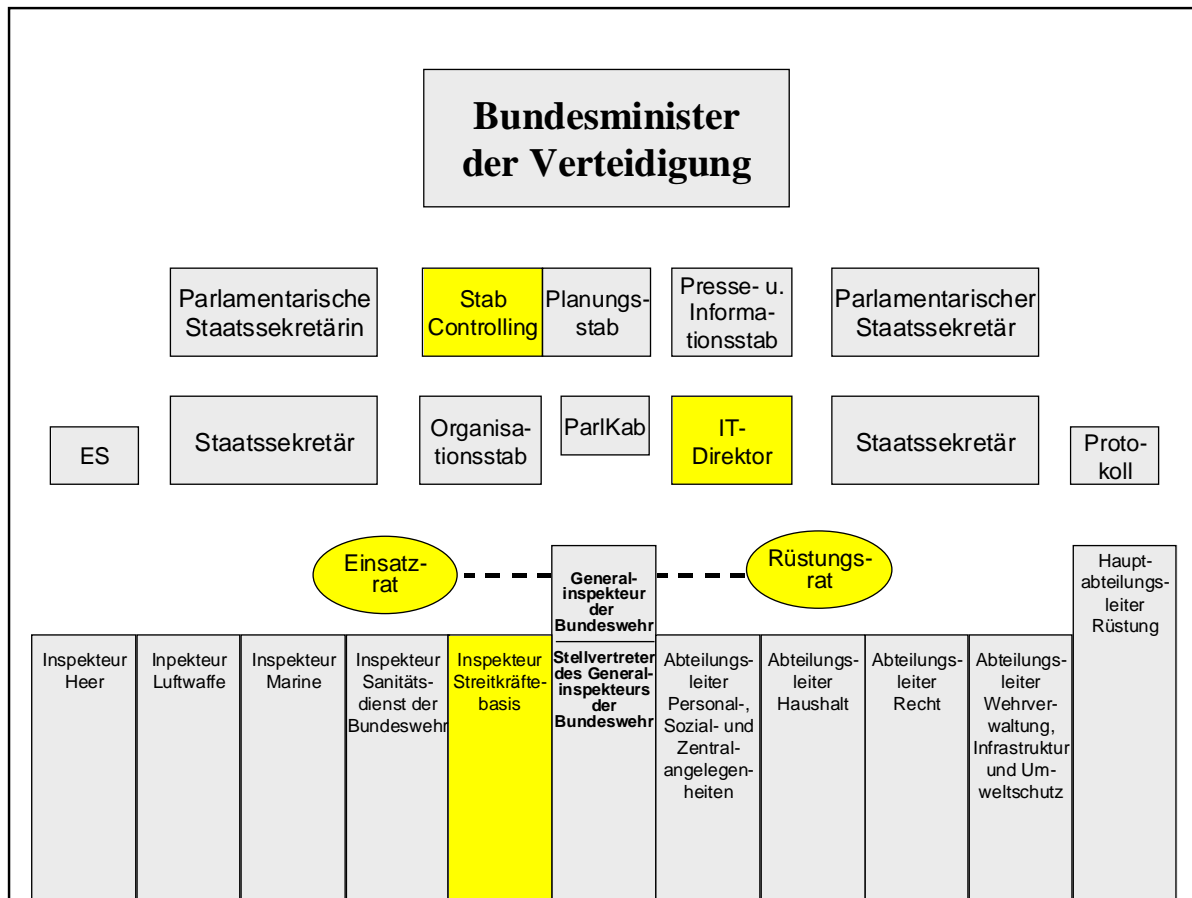 Bundesminister
der Verteidigung
Parlamentarische
Staatssekretärin
Stab
Controlling
Planungs-
stab
Presse- u.
Informa-
tionsstab
Parlamentarischer
Staatssekretär
ES
Staatssekretär
Organisa-
tionsstab
ParlKab
IT-
Direktor
Staatssekretär
Proto-
koll
Einsatz-
rat
General-
inspekteur
der
Bundeswehr
Stellvertreter
des General-
inspekteurs
der
Bundeswehr
Rüstungs-
rat
Haupt-
abteilungs-
leiter
Rüstung
Inspekteur
Heer
Inpekteur
Luftwaffe
Inspekteur
Marine
Inspekteur
Sanitäts-
dienst der
Bundeswehr
Inspekteur
Streitkräfte-
basis
Abteilungs-
leiter
Personal-,
Sozial- und
Zentral-
angelegen-
heiten
Abteilungs-
leiter
Haushalt
Abteilungs-
leiter
Recht
Abteilungs-
leiter
Wehrver-
waltung,
Infrastruktur
und Um-
weltschutz